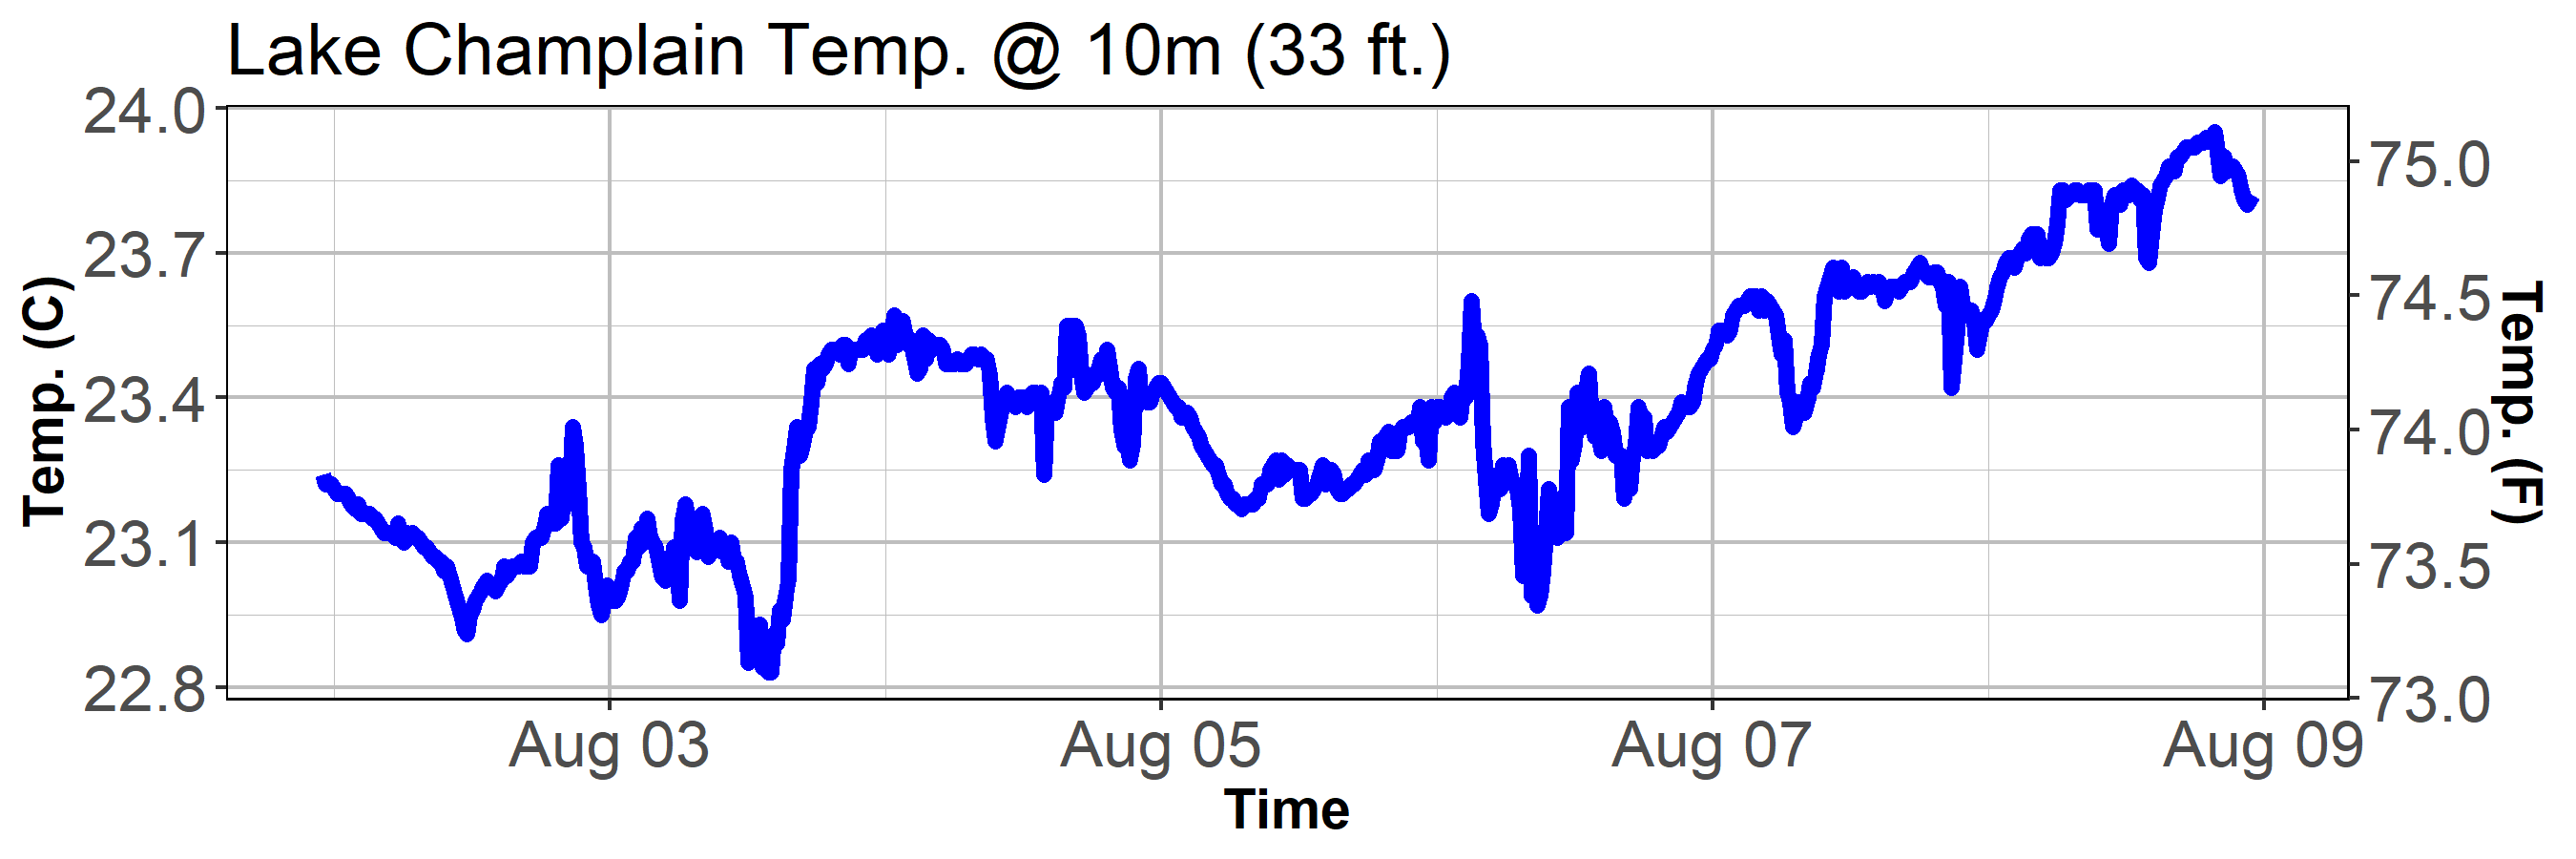 Lake Champlain Temp. @ 10m (33 ft.)
24.0
23.7
23.4
23.1
22.8
Temp. (C)
75.0
74.5
74.0
73.5
73.0
Temp. (F)
Aug 03 Aug 05 Aug 07 Aug 09
Time